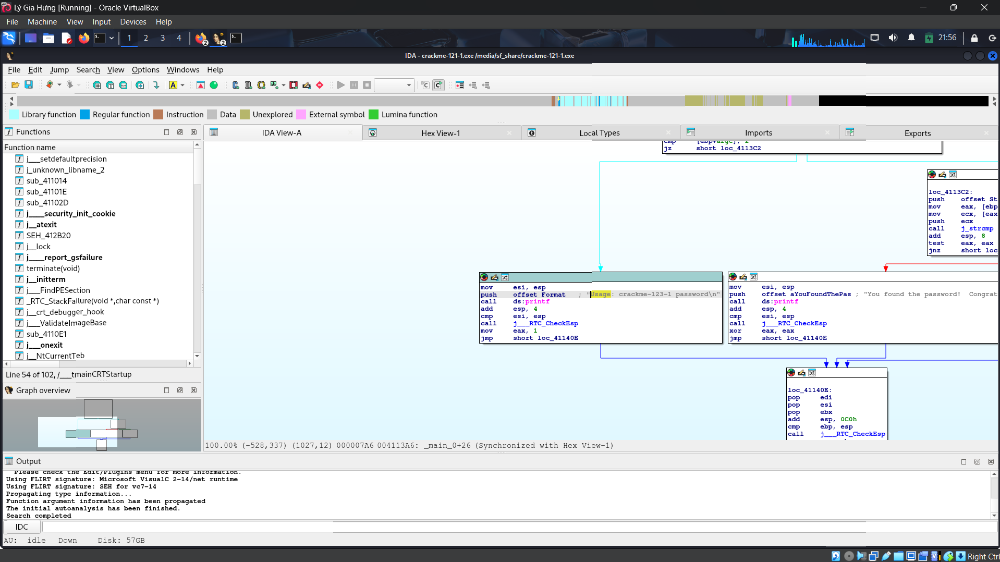 Lý Gia Hưng [Running] - Oracle VirtualBox
File Machine View Input Devices Help
1 2 3 4 2 2 21:56
IDA - crackme-121-1.exe /media/sf_share/crackme-121-1.exe
File Edit Jump Search View Options Windows Help
Library function Regular function Instruction Data Unexplored External symbol Lumina function
Functions
Function name
j___setdefaultprecision
j_unknown_libname_2
sub_411014
sub_41101E
sub_41102D
j____security_init_cookie
j__atexit
SEH_412B20
j__lock
j____report_gsfailure
terminate(void)
j__initterm
j___FindPESection
_RTC_StackFailure(void *,char const *)
j__crt_debugger_hook
j___ValidateImageBase
sub_4110E1
j___onexit
j__NtCurrentTeb
Line 54 of 102, /___tmainCRTStartup
Graph overview
IDA View-A Hex View-1 Local Types Imports Exports
cmp [ebp+argc], 2
jz short loc_4113C2
loc_4113C2:
push offset St
mov eax, [ebp
mov ecx, [eax
push ecx
call j_strcmp
add esp, 8
test eax, eax
jnz short loc
mov esi, esp
push offset Format ; "Usage: crackme-123-1 password\n"
call ds:printf
add esp, 4
cmp esi, esp
call j___RTC_CheckEsp
mov eax, 1
jmp short loc_41140E
mov esi, esp
push offset aYouFoundThePas ; "You found the password! Congrat
call ds:printf
add esp, 4
cmp esi, esp
call j___RTC_CheckEsp
xor eax, eax
jmp short loc_41140E
loc_41140E:
pop edi
pop esi
pop ebx
add esp, 0C0h
cmp ebp, esp
call j___RTC_CheckEsp
100.00% (-528,337) (1027,12) 000007A6 004113A6: _main_0+26 (Synchronized with Hex View-1)
Output
Please check the Edit/Plugins menu for more information.
Using FLIRT signature: Microsoft VisualC 2-14/net runtime
Using FLIRT signature: SEH for vc7-14
Propagating type information...
Function argument information has been propagated
The initial autoanalysis has been finished.
Search completed
IDC
AU: idle Down Disk: 57GB
Right Ctrl